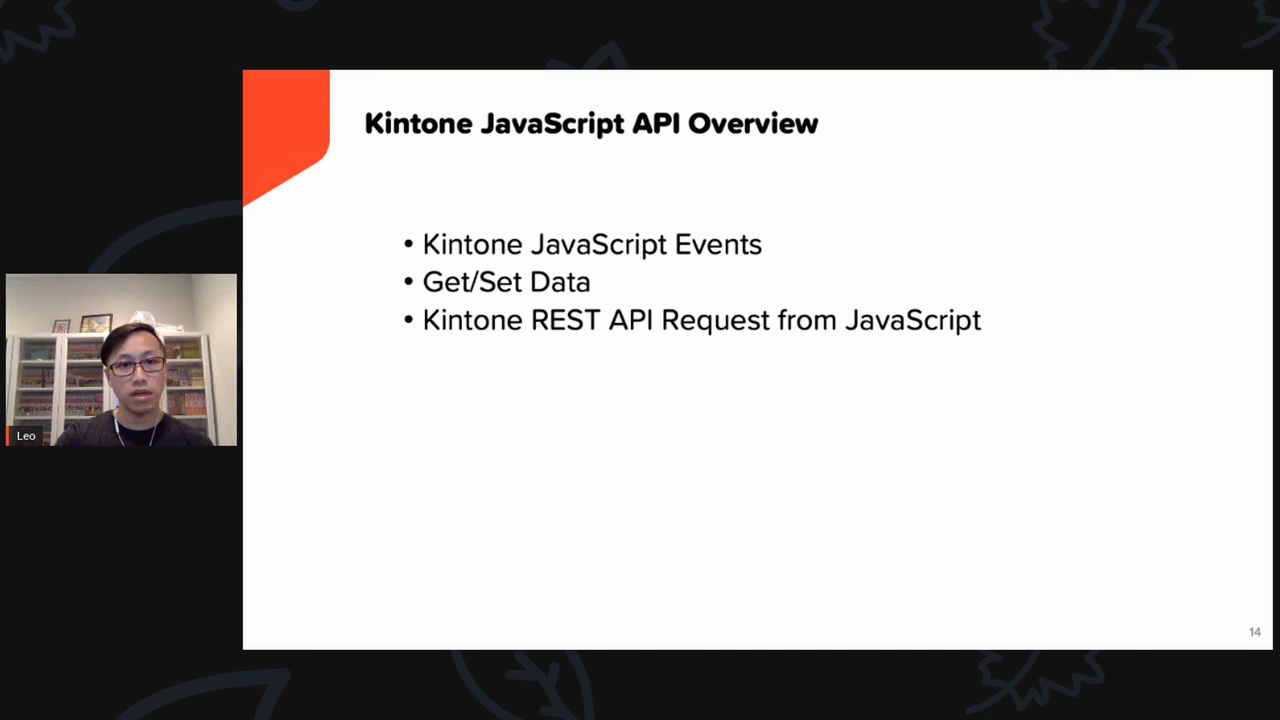 Kintone JavaScript API Overview
• Kintone JavaScript Events
• Get/Set Data
• Kintone REST API Request from JavaScript
Leo
14